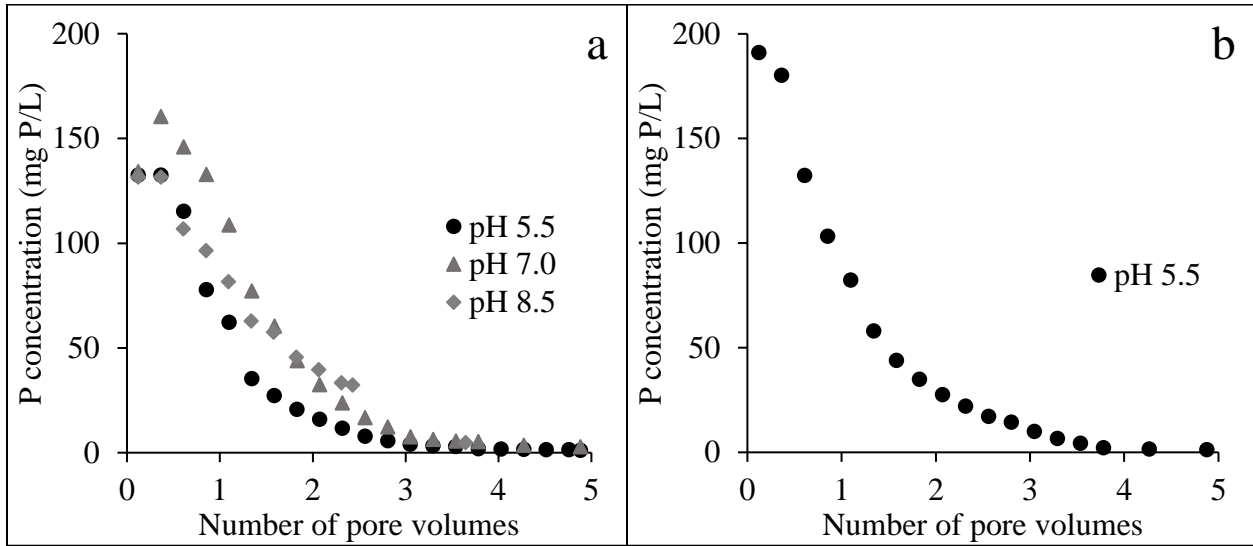 a
P concentration (mg P/L)
200
150
100
50
0
pH 5.5
pH 7.0
pH 8.5
0 1 2 3 4 5
Number of pore volumes
b
P concentration (mg P/L)
200
150
100
50
0
pH 5.5
0 1 2 3 4 5
Number of pore volumes